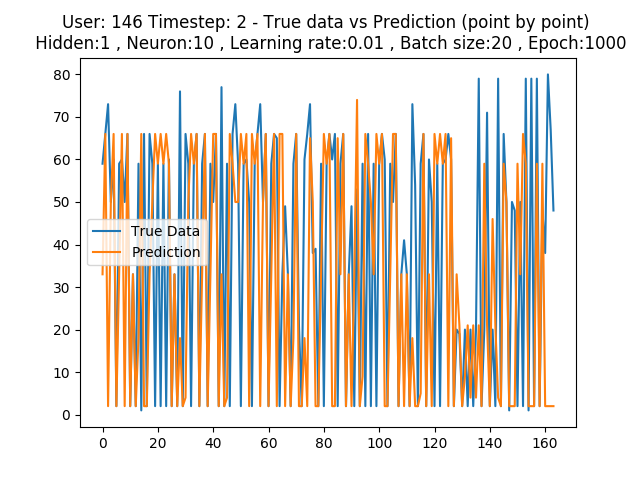 User: 146 Timestep: 2 - True data vs Prediction (point by point)
Hidden:1 , Neuron:10 , Learning rate:0.01 , Batch size:20 , Epoch:1000
80
70
60
50
40
30
20
10
0
True Data
Prediction
0 20 40 60 80 100 120 140 160